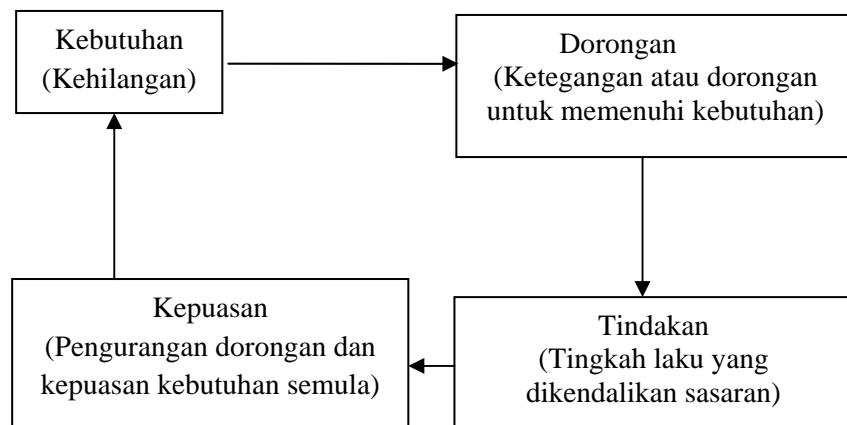 Kebutuhan
(Kehilangan)
Dorongan
(Ketegangan atau dorongan
untuk memenuhi kebutuhan)
Kepuasan
(Pengurangan dorongan dan
kepuasan kebutuhan semula)
Tindakan
(Tingkah laku yang
dikendalikan sasaran)